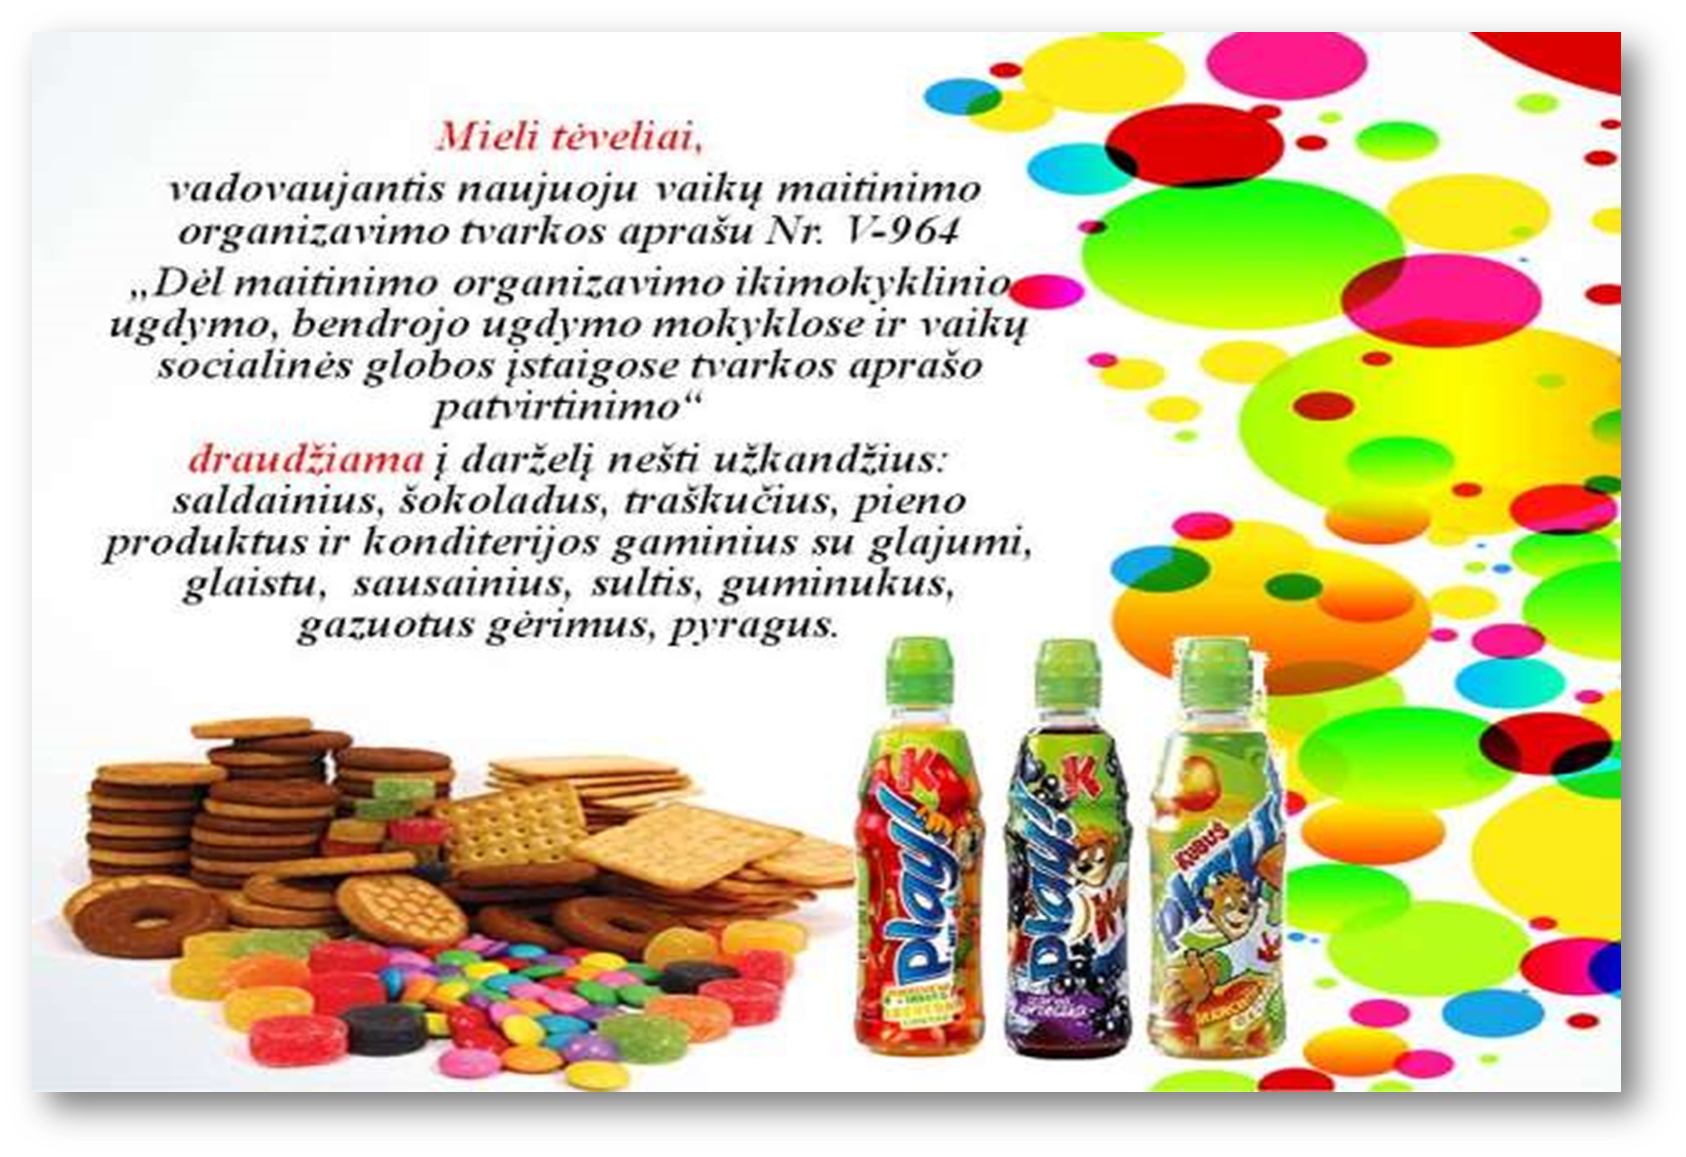 Mieli tėveliai,
vadovaujantis naujuoju vaikų maitinimo
organizavimo tvarkos aprašu Nr. V-964
„Dėl maitinimo organizavimo ikimokyklinio
ugdymo, bendrojo ugdymo mokyklose ir vaikų
socialinės globos įstaigose tvarkos aprašo
patvirtinimo“
draudžiama į darželį nešti užkandžius:
saldainius, šokoladus, traškučius, pieno
produktus ir konditerijos gaminius su glajumi,
glaistu, sausainius, sultis, guminukus,
gazuotus gėrimus, pyragus.
K
Play!
K
Play!
KUBUŚ
Play!